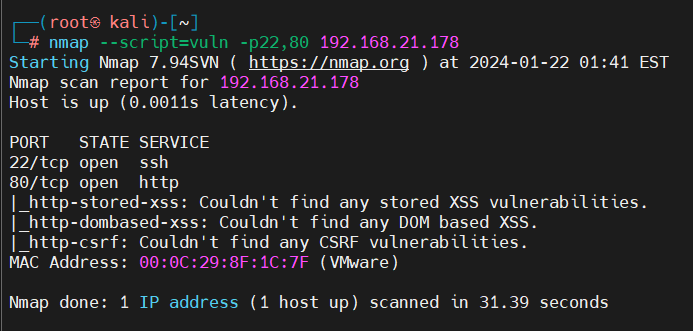 ┌──(root㉿ kali)-[~]
└─# nmap --script=vuln -p22,80 192.168.21.178
Starting Nmap 7.94SVN ( https://nmap.org ) at 2024-01-22 01:41 EST
Nmap scan report for 192.168.21.178
Host is up (0.0011s latency).

PORT   STATE SERVICE
22/tcp open  ssh
80/tcp open  http
|_http-stored-xss: Couldn't find any stored XSS vulnerabilities.
|_http-dombased-xss: Couldn't find any DOM based XSS.
|_http-csrf: Couldn't find any CSRF vulnerabilities.
MAC Address: 00:0C:29:8F:1C:7F (VMware)

Nmap done: 1 IP address (1 host up) scanned in 31.39 seconds